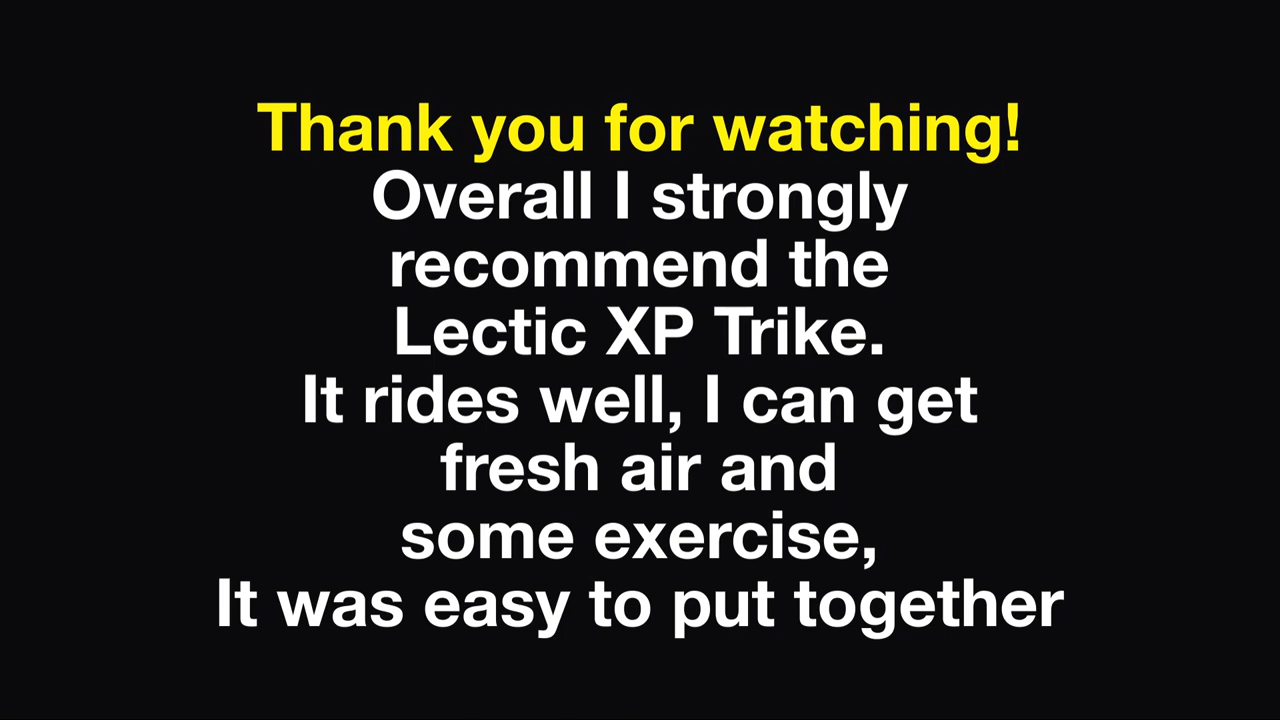 Thank you for watching!
Overall I strongly
recommend the
Lectic XP Trike.
It rides well, I can get
fresh air and
some exercise,
It was easy to put together